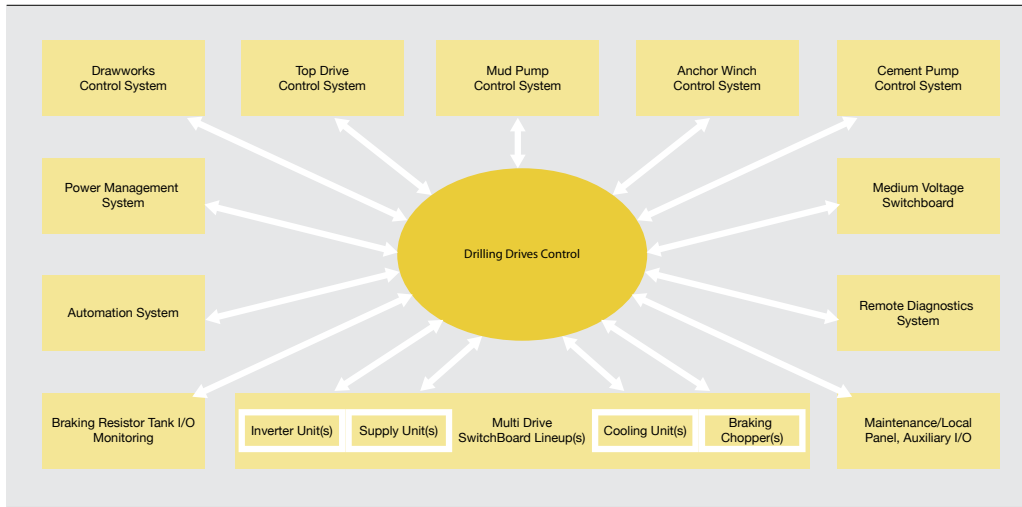 Drawworks
Control System
Top Drive
Control System
Mud Pump
Control System
Anchor Winch
Control System
Cement Pump
Control System
Power Management
System
Medium Voltage
Switchboard
Drilling Drives Control
Automation System
Remote Diagnostics
System
Braking Resistor Tank I/O
Monitoring
Inverter Unit(s)
Supply Unit(s)
Multi Drive
SwitchBoard Lineup(s)
Cooling Unit(s)
Braking
Chopper(s)
Maintenance/Local
Panel, Auxiliary I/O